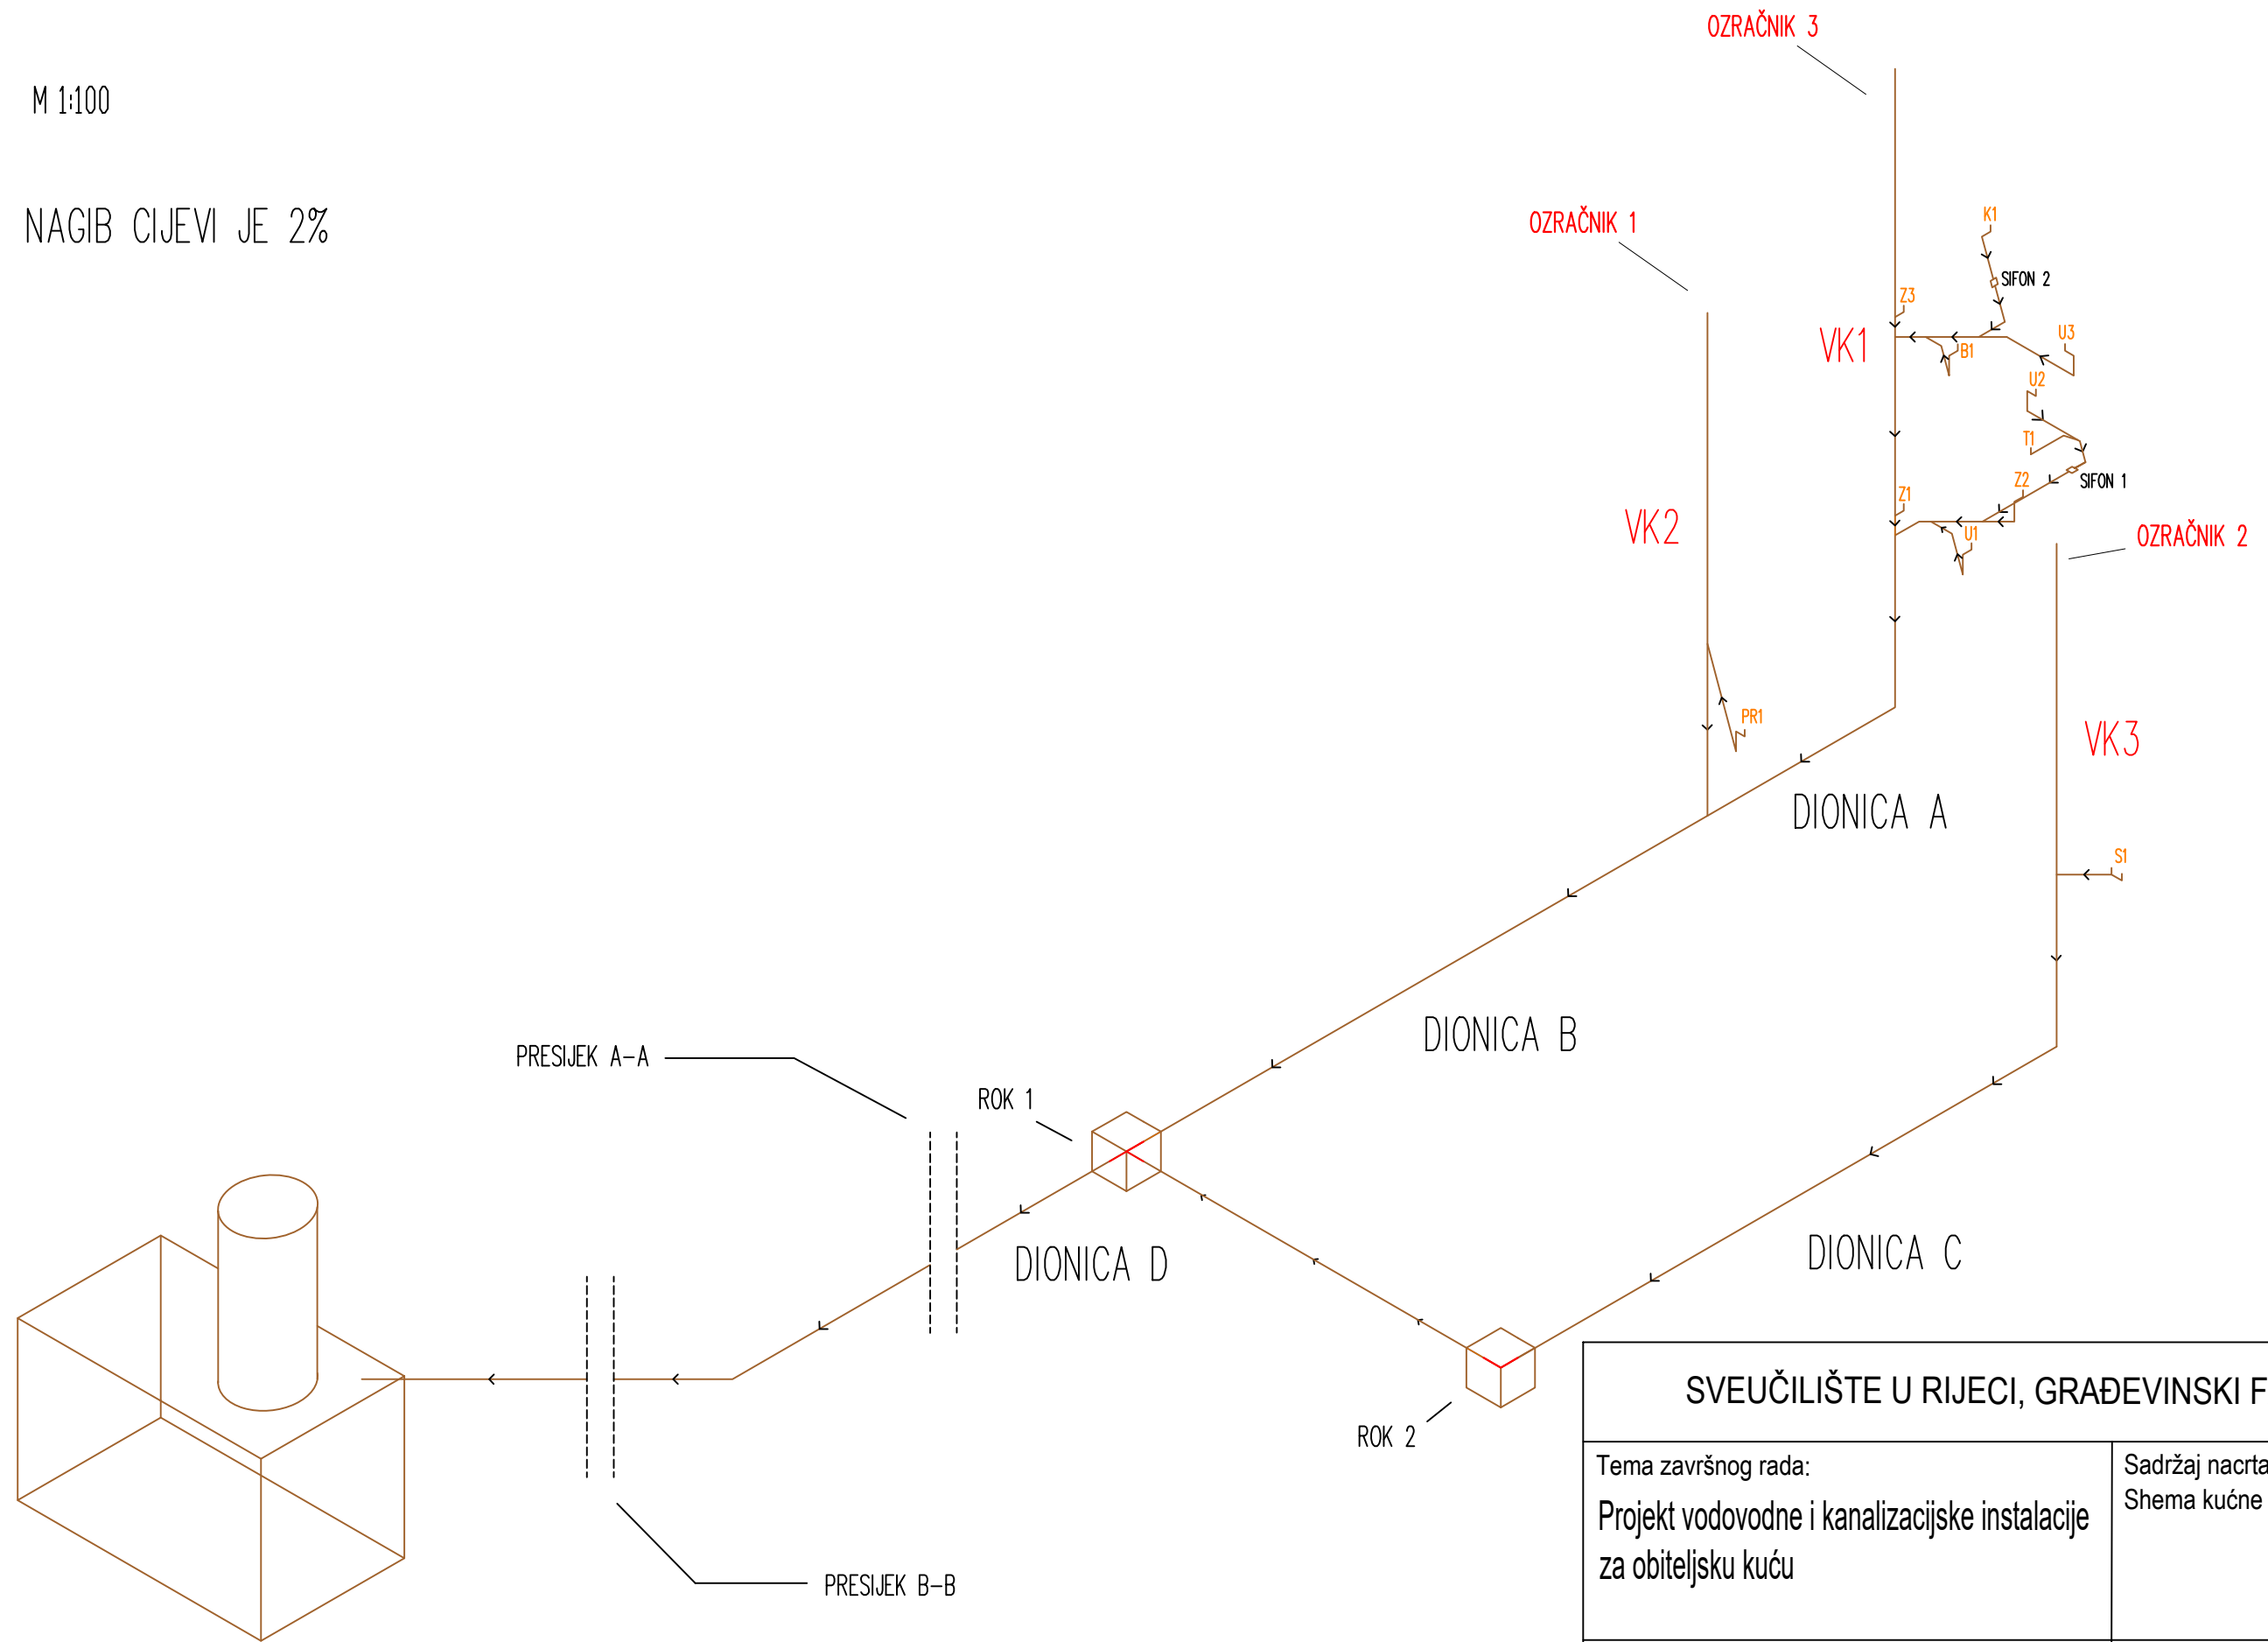 OZRAČNIK 3
M 1:100
NAGIB CIJEVI JE 2%
OZRAČNIK 1
K1
SIFON 2
Z3
VK1
B1
U3
U2
T1
Z2
SIFON 1
Z1
VK2
U1
OZRAČNIK 2
PR1
VK3
DIONICA A
S1
DIONICA B
PRESIJEK A-A
ROK 1
DIONICA D
DIONICA C
ROK 2
PRESIJEK B-B
SVEUČILIŠTE U RIJECI, GRAĐEVINSKI F
Tema završnog rada:
Projekt vodovodne i kanalizacijske instalacije
za obiteljsku kuću
Sadržaj nacrta
Shema kućne